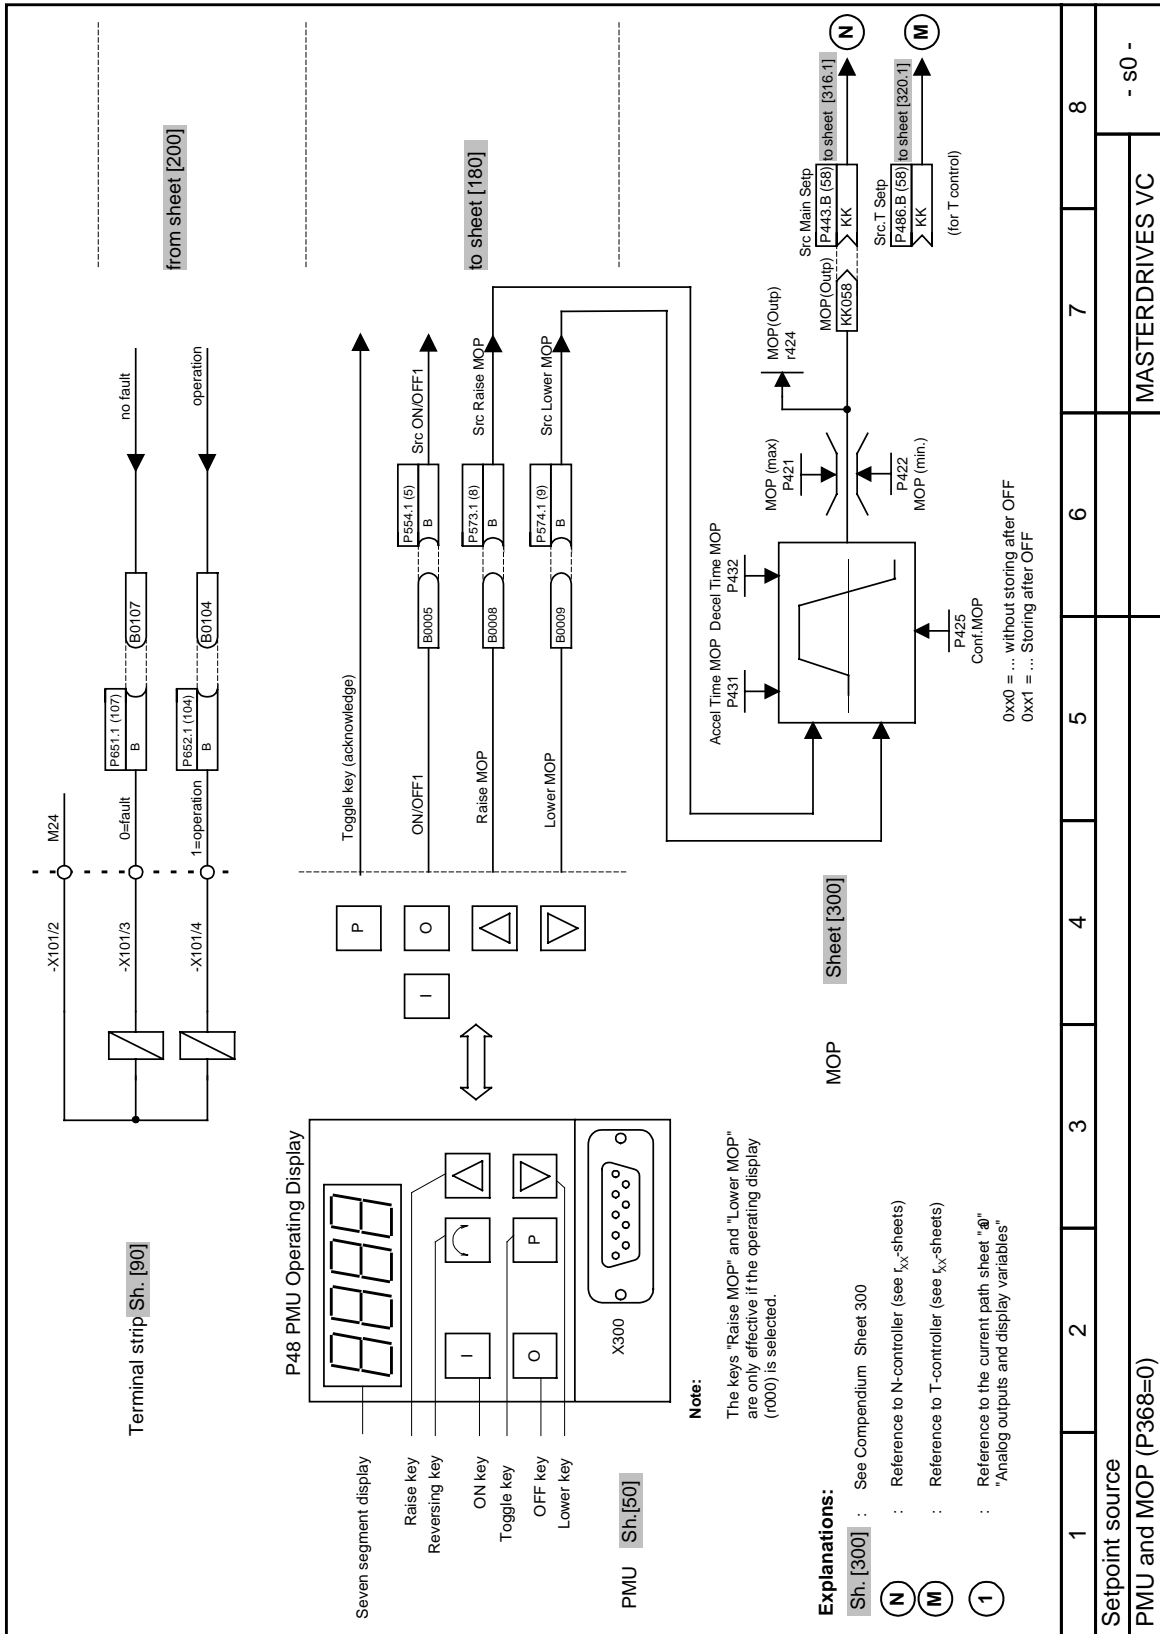 Terminal strip Sh. [90]
-X101/2
M24
-X101/3
0=fault
P651.1 (107)
B
B0107
no fault
-X101/4
1=operation
P652.1 (104)
B
B0104
operation
from sheet [200]
P48 PMU Operating Display
Seven segment display
Raise key
Reversing key
ON key
Toggle key
OFF key
Lower key
I
O
P
X300
PMU Sh.[50]
P
I
O
Toggle key (acknowledge)
ON/OFF1
B0005
P554.1 (5)
B
Src ON/OFF1
Raise MOP
B0008
P573.1 (8)
B
Src Raise MOP
Lower MOP
B0009
P574.1 (9)
B
Src Lower MOP
to sheet [180]
Note:
The keys "Raise MOP" and "Lower MOP"
are only effective if the operating display
(r000) is selected.
MOP
Sheet [300]
Accel Time MOP
P431
Decel Time MOP
P432
P425
Conf.MOP
0xx0 = ... without storing after OFF
0xx1 = ... Storing after OFF
MOP (max)
P421
P422
MOP (min.)
MOP(Outp)
r424
MOP(Outp)
KK058
Src Main Setp
P443.B (58)
KK
to sheet [316.1]
N
Src.T Setp
P486.B (58)
KK
to sheet [320.1]
M
(for T control)
Explanations:
Sh. [300] : See Compendium Sheet 300
N : Reference to N-controller (see rxx-sheets)
M : Reference to T-controller (see rxx-sheets)
1 : Reference to the current path sheet
"Analog outputs and display variables"
1 2 3 4 5 6 7 8
Setpoint source
PMU and MOP (P368=0)
MASTERDRIVES VC
- s0 -